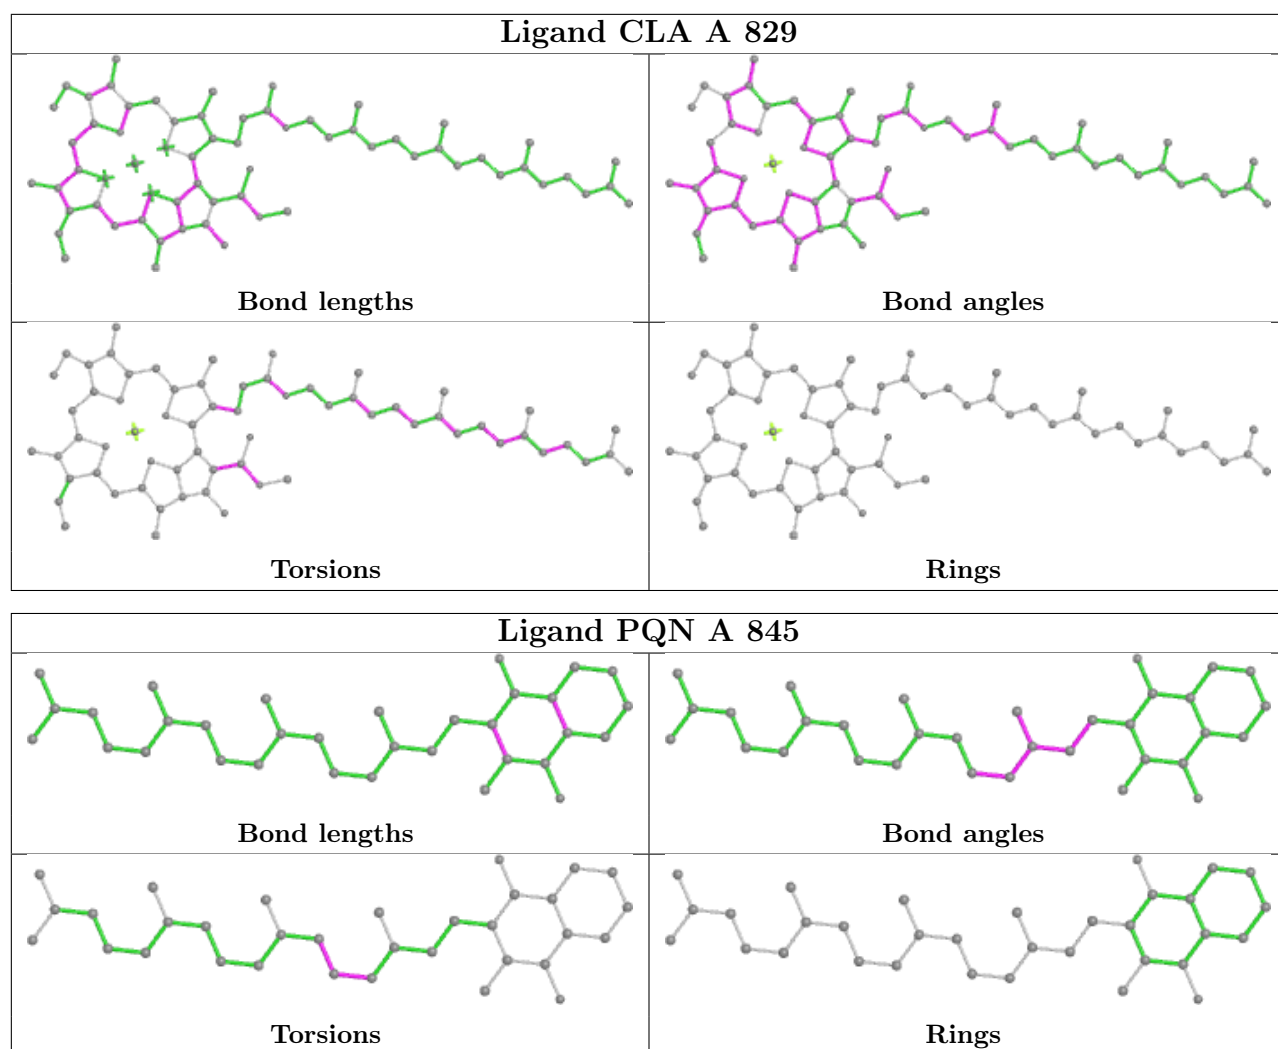 Ligand CLA A 829
Bond lengths
Bond angles
Torsions
Rings
Ligand PQN A 845
Bond lengths
Bond angles
Torsions
Rings